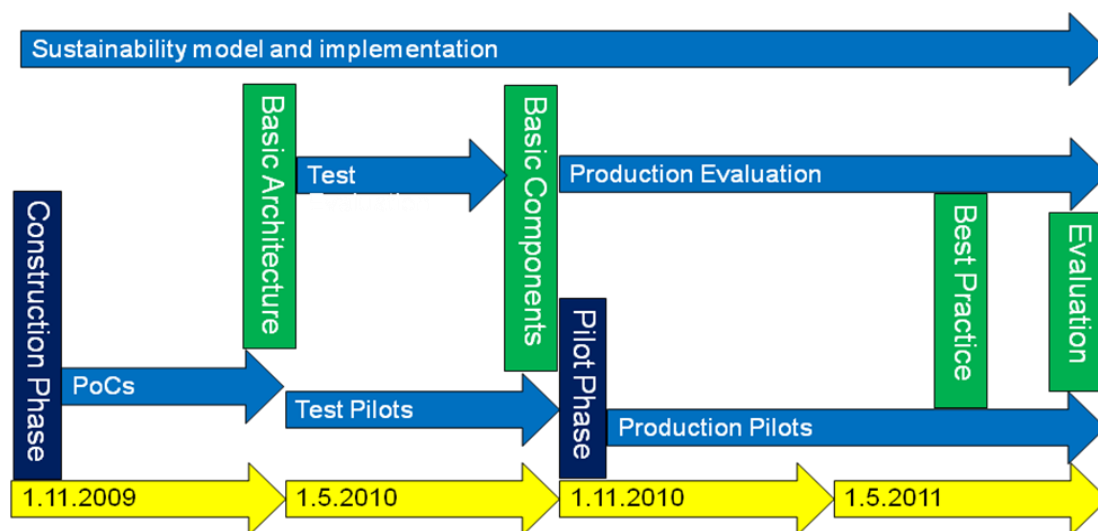 Sustainability model and implementation
Basic Architecture
Basic Components
Test
Production Evaluation
Construction Phase
Best Practice
Evaluation
Pilot Phase
PoCs
Test Pilots
Production Pilots
1.11.2009
1.5.2010
1.11.2010
1.5.2011